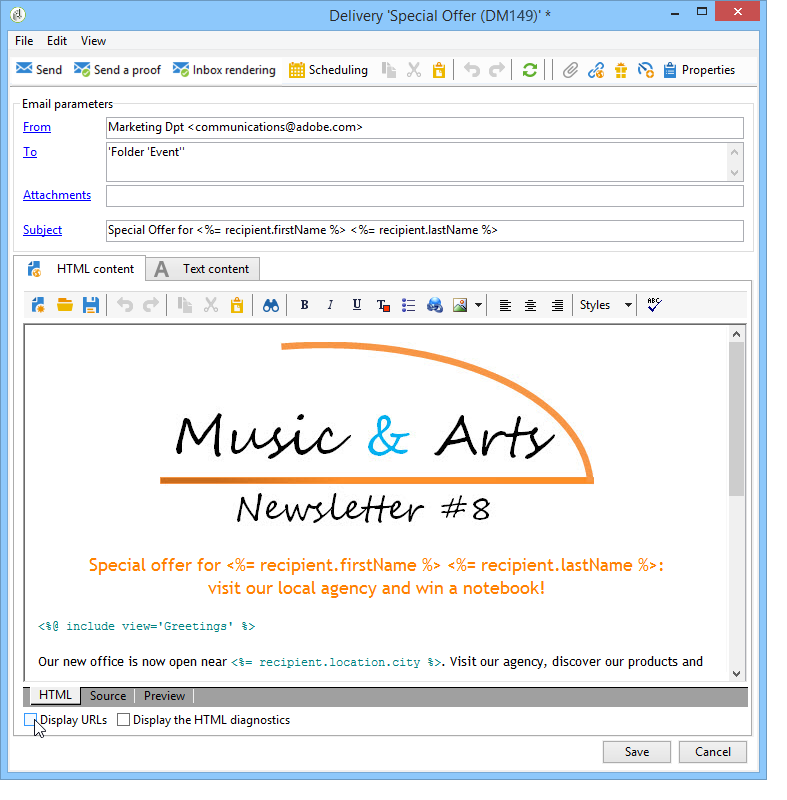 Delivery 'Special Offer (DM149)' *
File Edit View
Send Send a proof Inbox rendering Scheduling Properties
Email parameters
From Marketing Dpt <communications@adobe.com>
To 'Folder 'Event''
Attachments
Subject Special Offer for <%= recipient.firstName %> <%= recipient.lastName %>
HTML content A Text content
B I U T Styles ABC
Music & Arts
Newsletter #8
Special offer for <%= recipient.firstName %> <%= recipient.lastName %>:
visit our local agency and win a notebook!
<%@ include view='Greetings' %>
Our new office is now open near <%= recipient.location.city %>. Visit our agency, discover our products and
HTML Source Preview
Display URLs Display the HTML diagnostics
Save Cancel